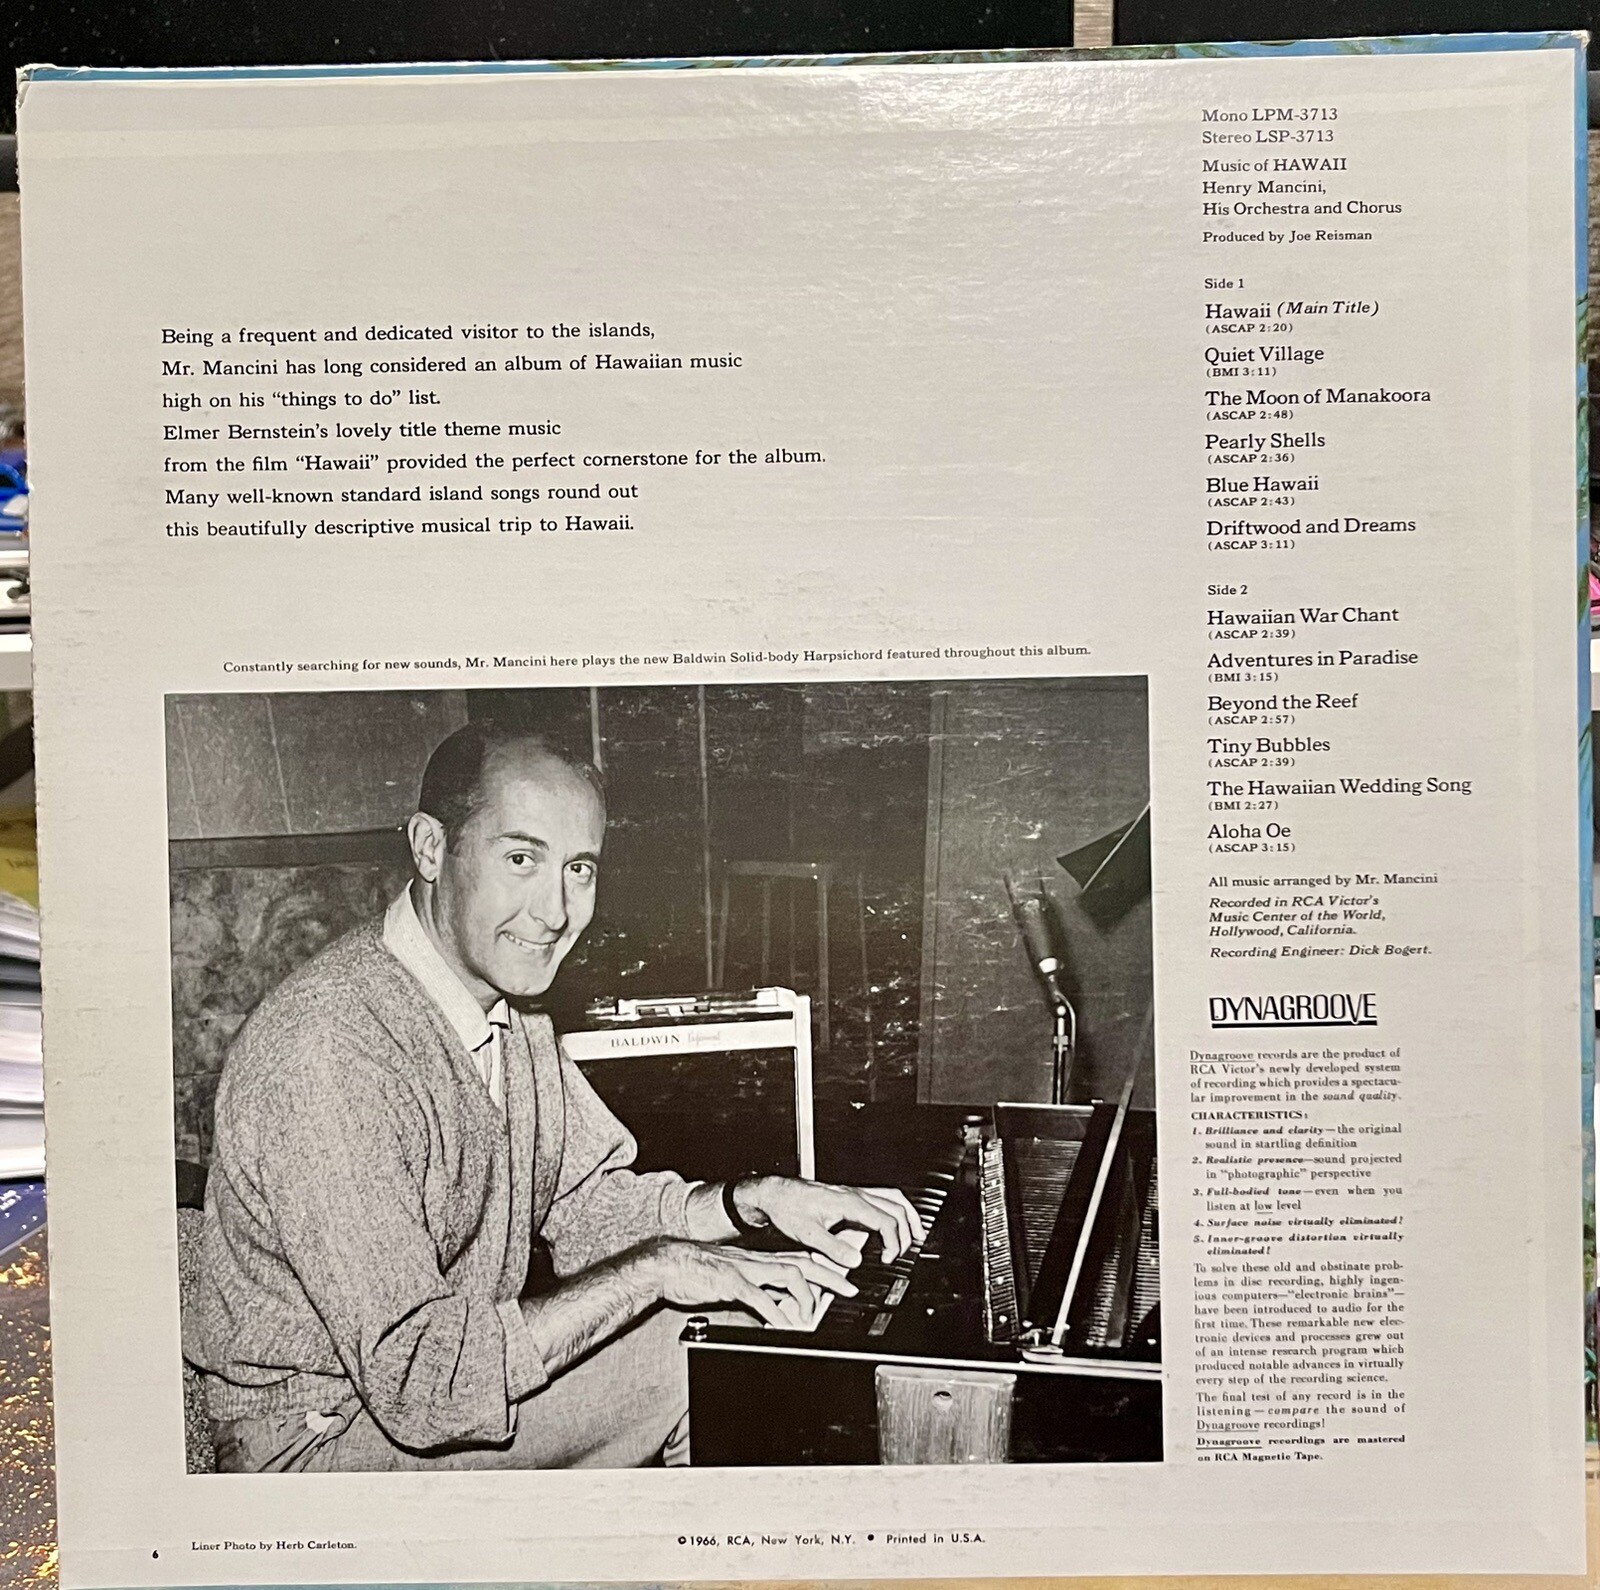 Mono LPM-3713
Stereo LSP-3713
Music of HAWAII
Henry Mancini,
His Orchestra and Chorus
Produced by Joe Reisman
Being a frequent and dedicated visitor to the islands,
Mr. Mancini has long considered an album of Hawaiian music
high on his “things to do” list.
Elmer Bernstein’s lovely title theme music
from the film “Hawaii” provided the perfect cornerstone for the album.
Many well-known standard island songs round out
this beautifully descriptive musical trip to Hawaii.
Constantly searching for new sounds, Mr. Mancini here plays the new Baldwin Solid-body Harpsichord featured throughout this album.
BALDWIN
Side 1
Hawaii (Main Title)
(ASCAP 2:20)
Quiet Village
(BMI 3:11)
The Moon of Manakoora
(ASCAP 2:48)
Pearly Shells
(ASCAP 2:36)
Blue Hawaii
(ASCAP 2:43)
Driftwood and Dreams
(ASCAP 3:11)
Side 2
Hawaiian War Chant
(ASCAP 2:39)
Adventures in Paradise
(BMI 3:15)
Beyond the Reef
(ASCAP 2:57)
Tiny Bubbles
(ASCAP 2:39)
The Hawaiian Wedding Song
(BMI 2:27)
Aloha Oe
(ASCAP 3:15)
All music arranged by Mr. Mancini
Recorded in RCA Victor’s
Music Center of the World,
Hollywood, California.
Recording Engineer: Dick Bogert.
DYNAGROOVE
Dynagroove records are the product of
RCA Victor’s newly developed system
of recording which provides a spectacu-
lar improvement in the sound quality.
CHARACTERISTICS:
1. Brilliance and clarity—the original
sound in startling definition
2. Realistic presence—sound projected
in “photographic” perspective
3. Full-bodied tone—even when you
listen at low level
4. Surface noise virtually eliminated!
5. Inner-groove distortion virtually
eliminated!
To solve these old and obstinate prob-
lems in disc recording, highly ingen-
ious computers—“electronic brains”—
have been introduced to audio for the
first time. These remarkable new elec-
tronic devices and processes grew out
of an intense research program which
produced notable advances in virtually
every step of the recording science.
The final test of any record is in the
listening—compare the sound of
Dynagroove recordings!
Dynagroove recordings are mastered
on RCA Magnetic Tape.
6
Liner Photo by Herb Carleton.
©1966, RCA, New York, N.Y. • Printed in U.S.A.